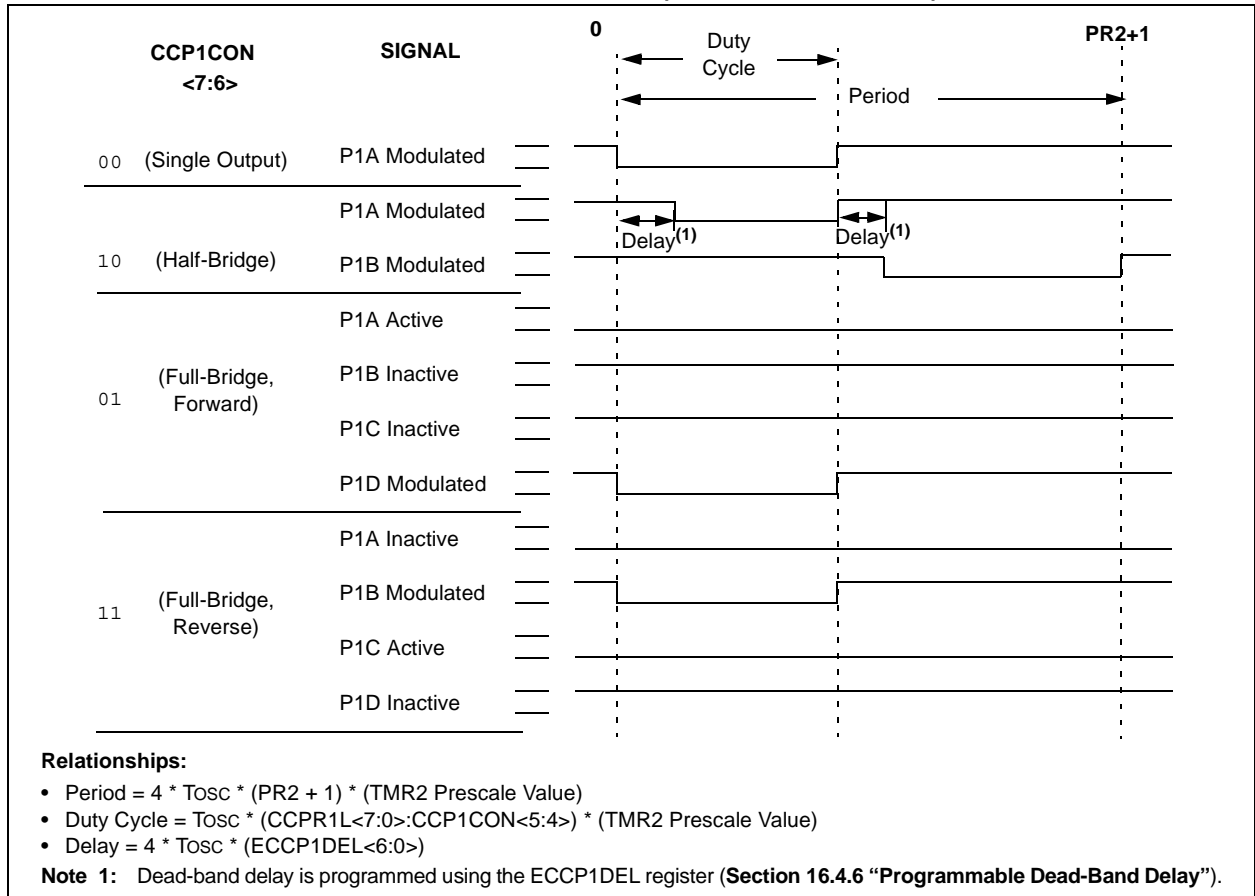 0
PR2+1
Duty
Cycle
CCP1CON
<7:6>
SIGNAL
Period
00 (Single Output) P1A Modulated
P1A Modulated
Delay(1) Delay(1)
10 (Half-Bridge) P1B Modulated
P1A Active
(Full-Bridge,
Forward)
01
P1B Inactive
P1C Inactive
P1D Modulated
P1A Inactive
(Full-Bridge,
Reverse)
11
P1B Modulated
P1C Active
P1D Inactive
Relationships:
• Period = 4 * TOSC * (PR2 + 1) * (TMR2 Prescale Value)
• Duty Cycle = TOSC * (CCPR1L<7:0>:CCP1CON<5:4>) * (TMR2 Prescale Value)
• Delay = 4 * TOSC * (ECCP1DEL<6:0>)
Note 1: Dead-band delay is programmed using the ECCP1DEL register (Section 16.4.6 “Programmable Dead-Band Delay”).